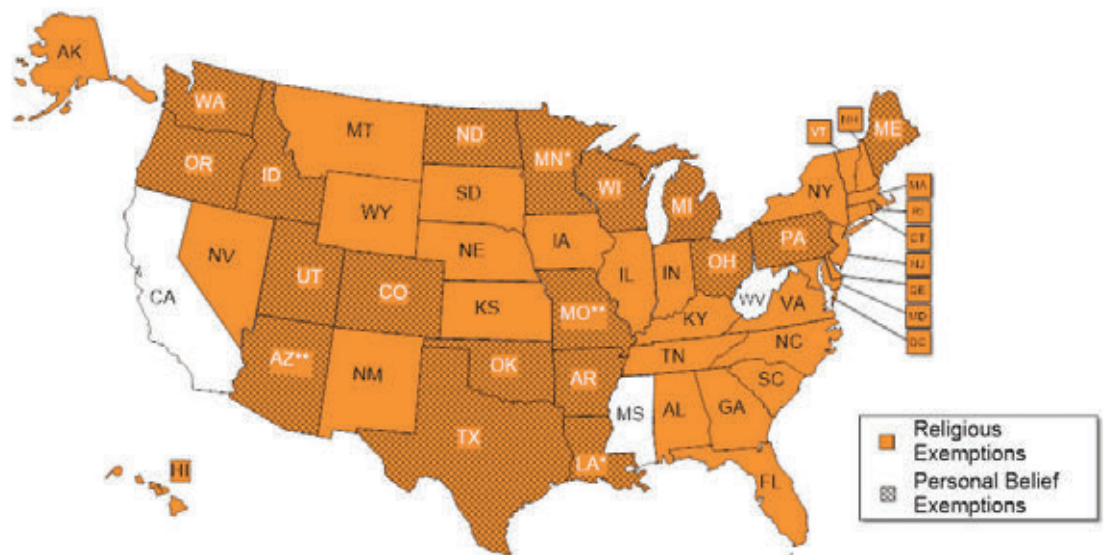 AK
WA
MT
ND
MN*
VT
NH
ME
OR
ID
WI
SD
MI
NY
MA
WY
RI
IA
PA
CT
NE
NV
OH
NJ
UT
IL
IN
DE
CA
CO
WV
VA
KS
MO**
MD
KY
DC
NC
AZ**
OK
TN
NM
AR
SC
MS
AL
GA
TX
LA*
FL
HI
Religious
Exemptions
Personal Belief
Exemptions